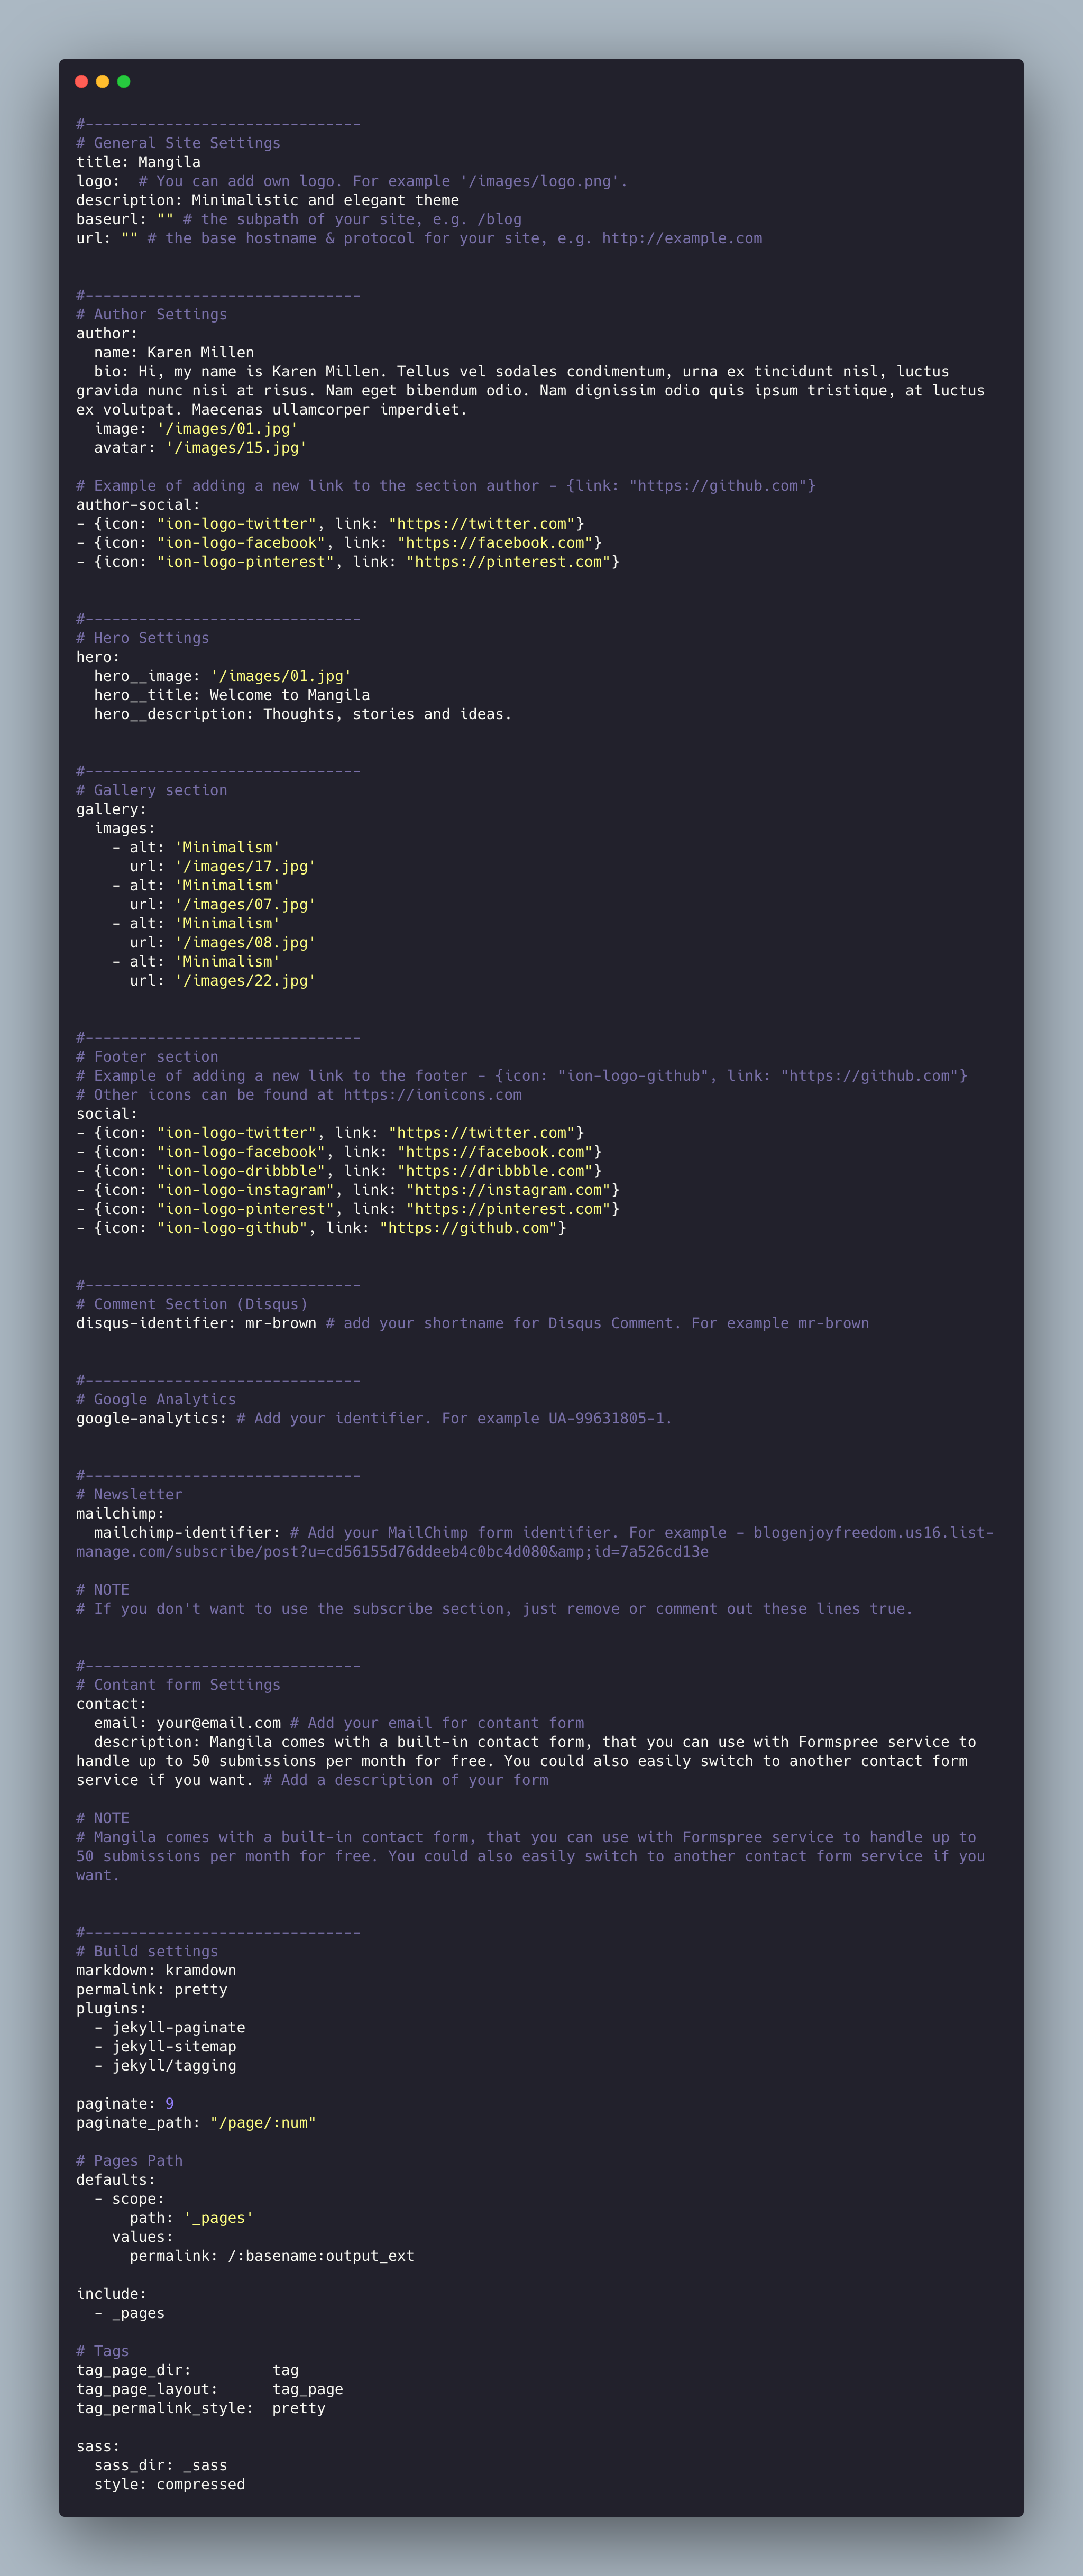 #-------------------------------
# General Site Settings
title: Mangila
logo:  # You can add own logo. For example '/images/logo.png'.
description: Minimalistic and elegant theme
baseurl: "" # the subpath of your site, e.g. /blog
url: "" # the base hostname & protocol for your site, e.g. http://example.com


#-------------------------------
# Author Settings
author:
  name: Karen Millen
  bio: Hi, my name is Karen Millen. Tellus vel sodales condimentum, urna ex tincidunt nisl, luctus
gravida nunc nisi at risus. Nam eget bibendum odio. Nam dignissim odio quis ipsum tristique, at luctus
ex volutpat. Maecenas ullamcorper imperdiet.
  image: '/images/01.jpg'
  avatar: '/images/15.jpg'

# Example of adding a new link to the section author - {link: "https://github.com"}
author-social:
- {icon: "ion-logo-twitter", link: "https://twitter.com"}
- {icon: "ion-logo-facebook", link: "https://facebook.com"}
- {icon: "ion-logo-pinterest", link: "https://pinterest.com"}


#-------------------------------
# Hero Settings
hero:
  hero__image: '/images/01.jpg'
  hero__title: Welcome to Mangila
  hero__description: Thoughts, stories and ideas.


#-------------------------------
# Gallery section
gallery:
  images:
    - alt: 'Minimalism'
      url: '/images/17.jpg'
    - alt: 'Minimalism'
      url: '/images/07.jpg'
    - alt: 'Minimalism'
      url: '/images/08.jpg'
    - alt: 'Minimalism'
      url: '/images/22.jpg'


#-------------------------------
# Footer section
# Example of adding a new link to the footer - {icon: "ion-logo-github", link: "https://github.com"}
# Other icons can be found at https://ionicons.com
social:
- {icon: "ion-logo-twitter", link: "https://twitter.com"}
- {icon: "ion-logo-facebook", link: "https://facebook.com"}
- {icon: "ion-logo-dribbble", link: "https://dribbble.com"}
- {icon: "ion-logo-instagram", link: "https://instagram.com"}
- {icon: "ion-logo-pinterest", link: "https://pinterest.com"}
- {icon: "ion-logo-github", link: "https://github.com"}


#-------------------------------
# Comment Section (Disqus)
disqus-identifier: mr-brown # add your shortname for Disqus Comment. For example mr-brown


#-------------------------------
# Google Analytics
google-analytics: # Add your identifier. For example UA-99631805-1.


#-------------------------------
# Newsletter
mailchimp:
  mailchimp-identifier: # Add your MailChimp form identifier. For example - blogenjoyfreedom.us16.list-
manage.com/subscribe/post?u=cd56155d76ddeeb4c0bc4d080&amp;id=7a526cd13e

# NOTE
# If you don't want to use the subscribe section, just remove or comment out these lines true.


#-------------------------------
# Contant form Settings
contact:
  email: your@email.com # Add your email for contant form
  description: Mangila comes with a built-in contact form, that you can use with Formspree service to
handle up to 50 submissions per month for free. You could also easily switch to another contact form
service if you want. # Add a description of your form

# NOTE
# Mangila comes with a built-in contact form, that you can use with Formspree service to handle up to
50 submissions per month for free. You could also easily switch to another contact form service if you
want.


#-------------------------------
# Build settings
markdown: kramdown
permalink: pretty
plugins:
  - jekyll-paginate
  - jekyll-sitemap
  - jekyll/tagging

paginate: 9
paginate_path: "/page/:num"

# Pages Path
defaults:
  - scope:
      path: '_pages'
    values:
      permalink: /:basename:output_ext

include:
  - _pages

# Tags
tag_page_dir:         tag
tag_page_layout:      tag_page
tag_permalink_style:  pretty

sass:
  sass_dir: _sass
  style: compressed